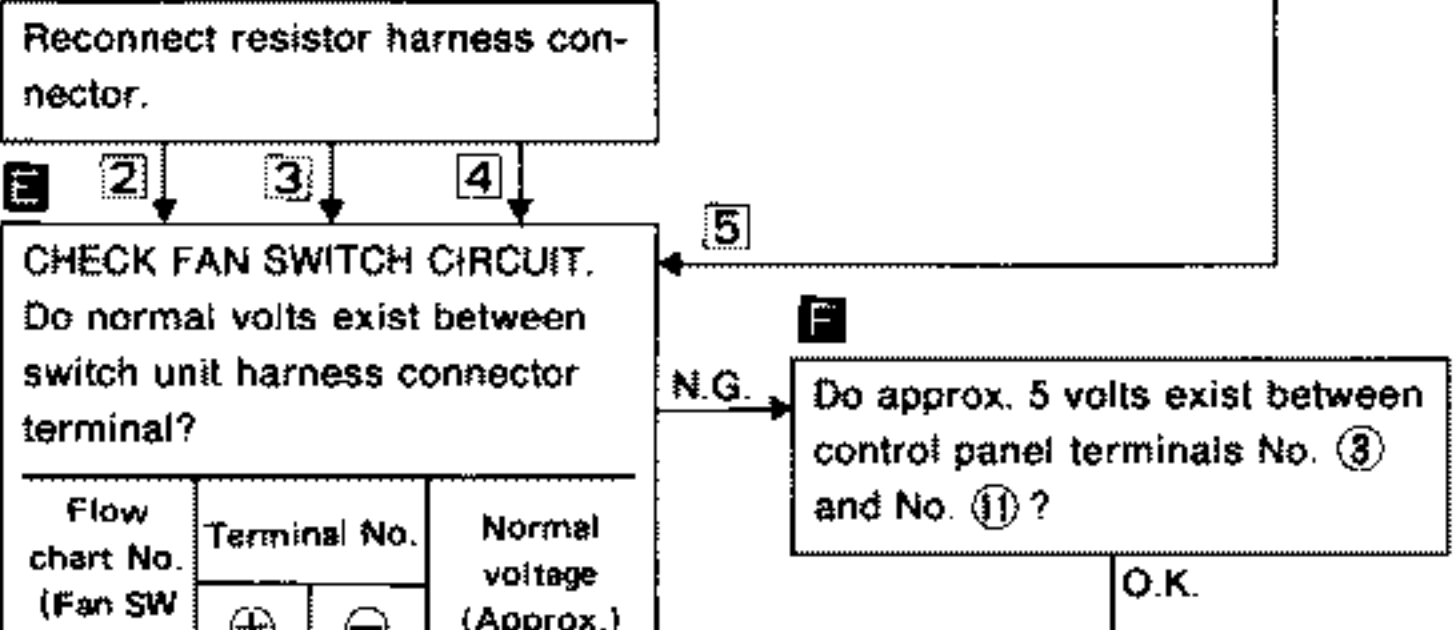 Reconnect resistor harness con-
nector.
E
2
3
4
5
CHECK FAN SWITCH CIRCUIT.
Do normal volts exist between
switch unit harness connector
terminal?
N.G.
F
Do approx. 5 volts exist between
control panel terminals No. ③
and No. ⑪ ?
O.K.
Flow
chart No.
(Fan SW
Terminal No.
⊕ ⊖
Normal
voltage
(Approx.)